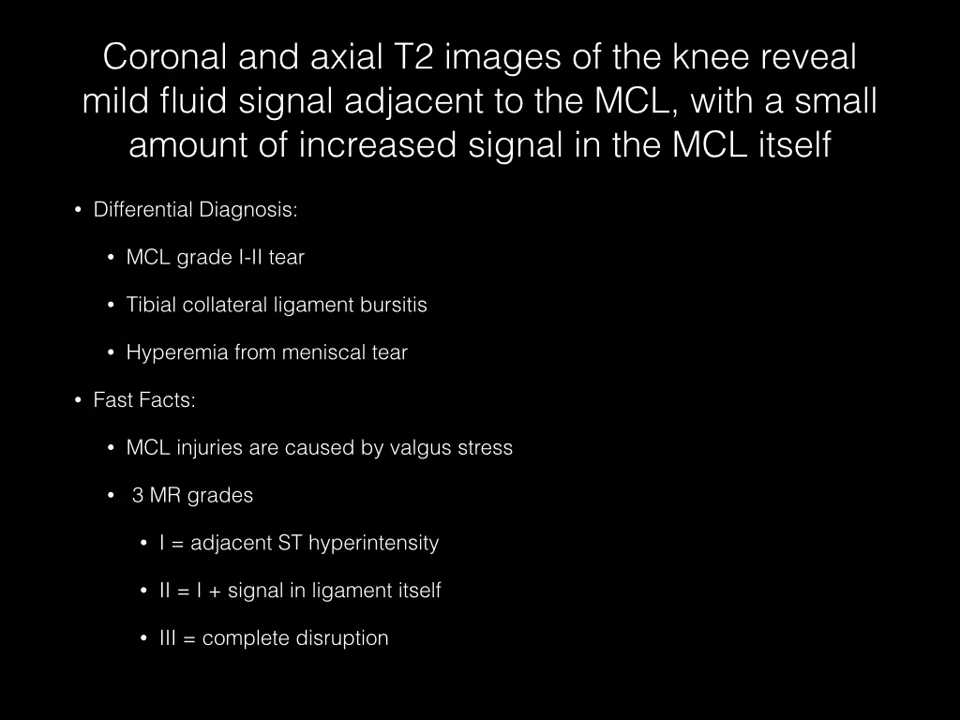 Coronal and axial T2 images of the knee reveal
mild fluid signal adjacent to the MCL, with a small
amount of increased signal in the MCL itself
• Differential Diagnosis:
• MCL grade I-II tear
• Tibial collateral ligament bursitis
• Hyperemia from meniscal tear
• Fast Facts:
• MCL injuries are caused by valgus stress
• 3 MR grades
• I = adjacent ST hyperintensity
• II = I + signal in ligament itself
• III = complete disruption